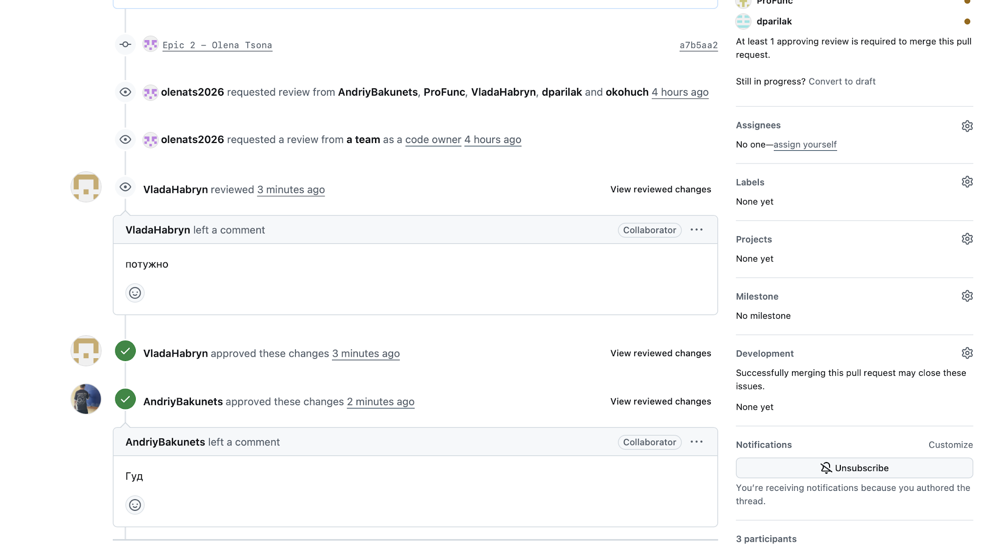 Epic 2 – Olena Tsona a7b5aa2
olenats2026 requested review from AndriyBakunets, ProFunc, VladaHabryn, dparilak and okohuch 4 hours ago
olenats2026 requested a review from a team as a code owner 4 hours ago
VladaHabryn reviewed 3 minutes ago View reviewed changes
VladaHabryn left a comment Collaborator
потужно
VladaHabryn approved these changes 3 minutes ago View reviewed changes
AndriyBakunets approved these changes 2 minutes ago View reviewed changes
AndriyBakunets left a comment Collaborator
Гуд
ProFunc
dparilak
At least 1 approving review is required to merge this pull
request.
Still in progress? Convert to draft
Assignees
No one—assign yourself
Labels
None yet
Projects
None yet
Milestone
No milestone
Development
Successfully merging this pull request may close these
issues.
None yet
Notifications Customize
Unsubscribe
You’re receiving notifications because you authored the
thread.
3 participants